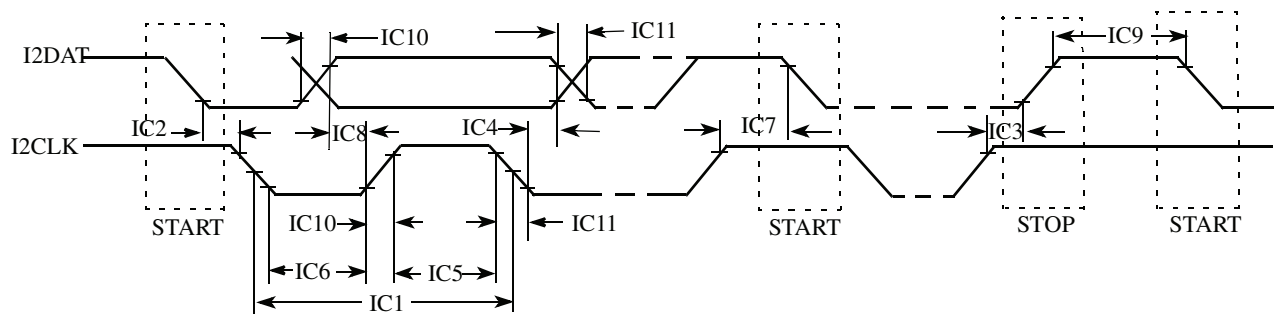 IC10
IC11
IC9
I2DAT
IC2
IC8
IC4
IC7
IC3
I2CLK
START
IC10
IC11
START
STOP
START
IC6
IC5
IC1